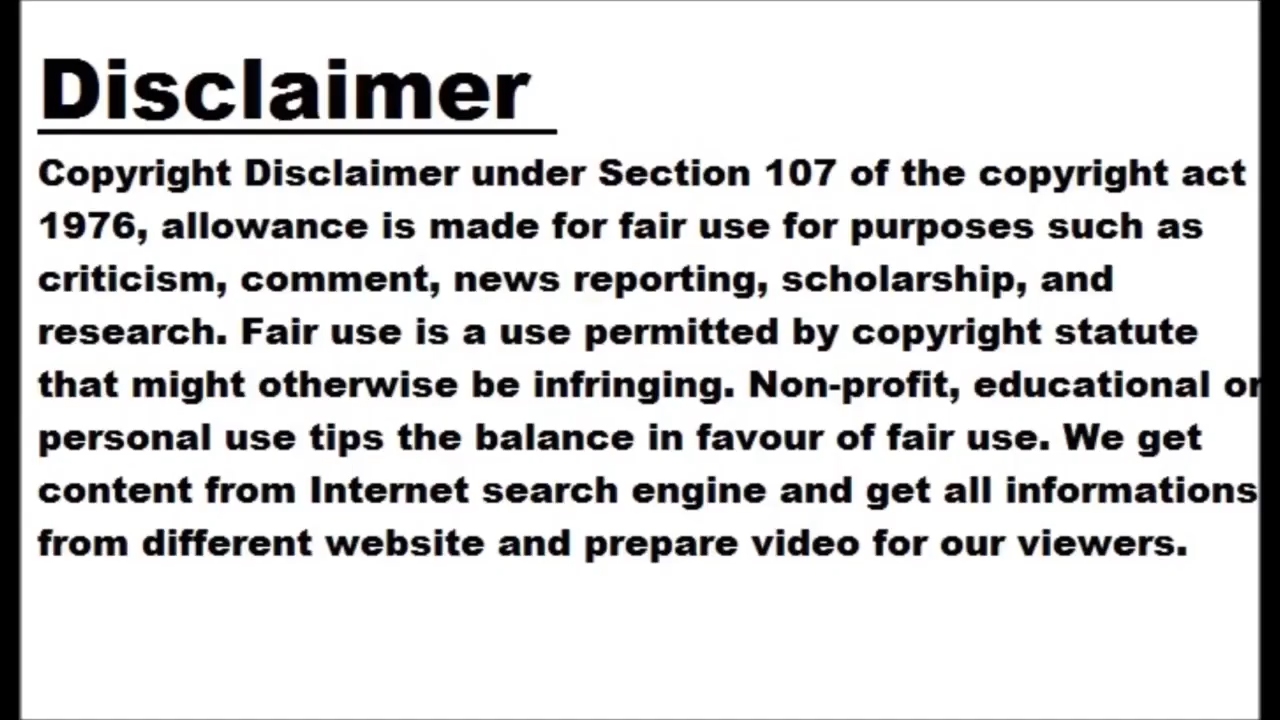 Disclaimer
Copyright Disclaimer under Section 107 of the copyright act
1976, allowance is made for fair use for purposes such as
criticism, comment, news reporting, scholarship, and
research. Fair use is a use permitted by copyright statute
that might otherwise be infringing. Non-profit, educational or
personal use tips the balance in favour of fair use. We get
content from Internet search engine and get all informations
from different website and prepare video for our viewers.